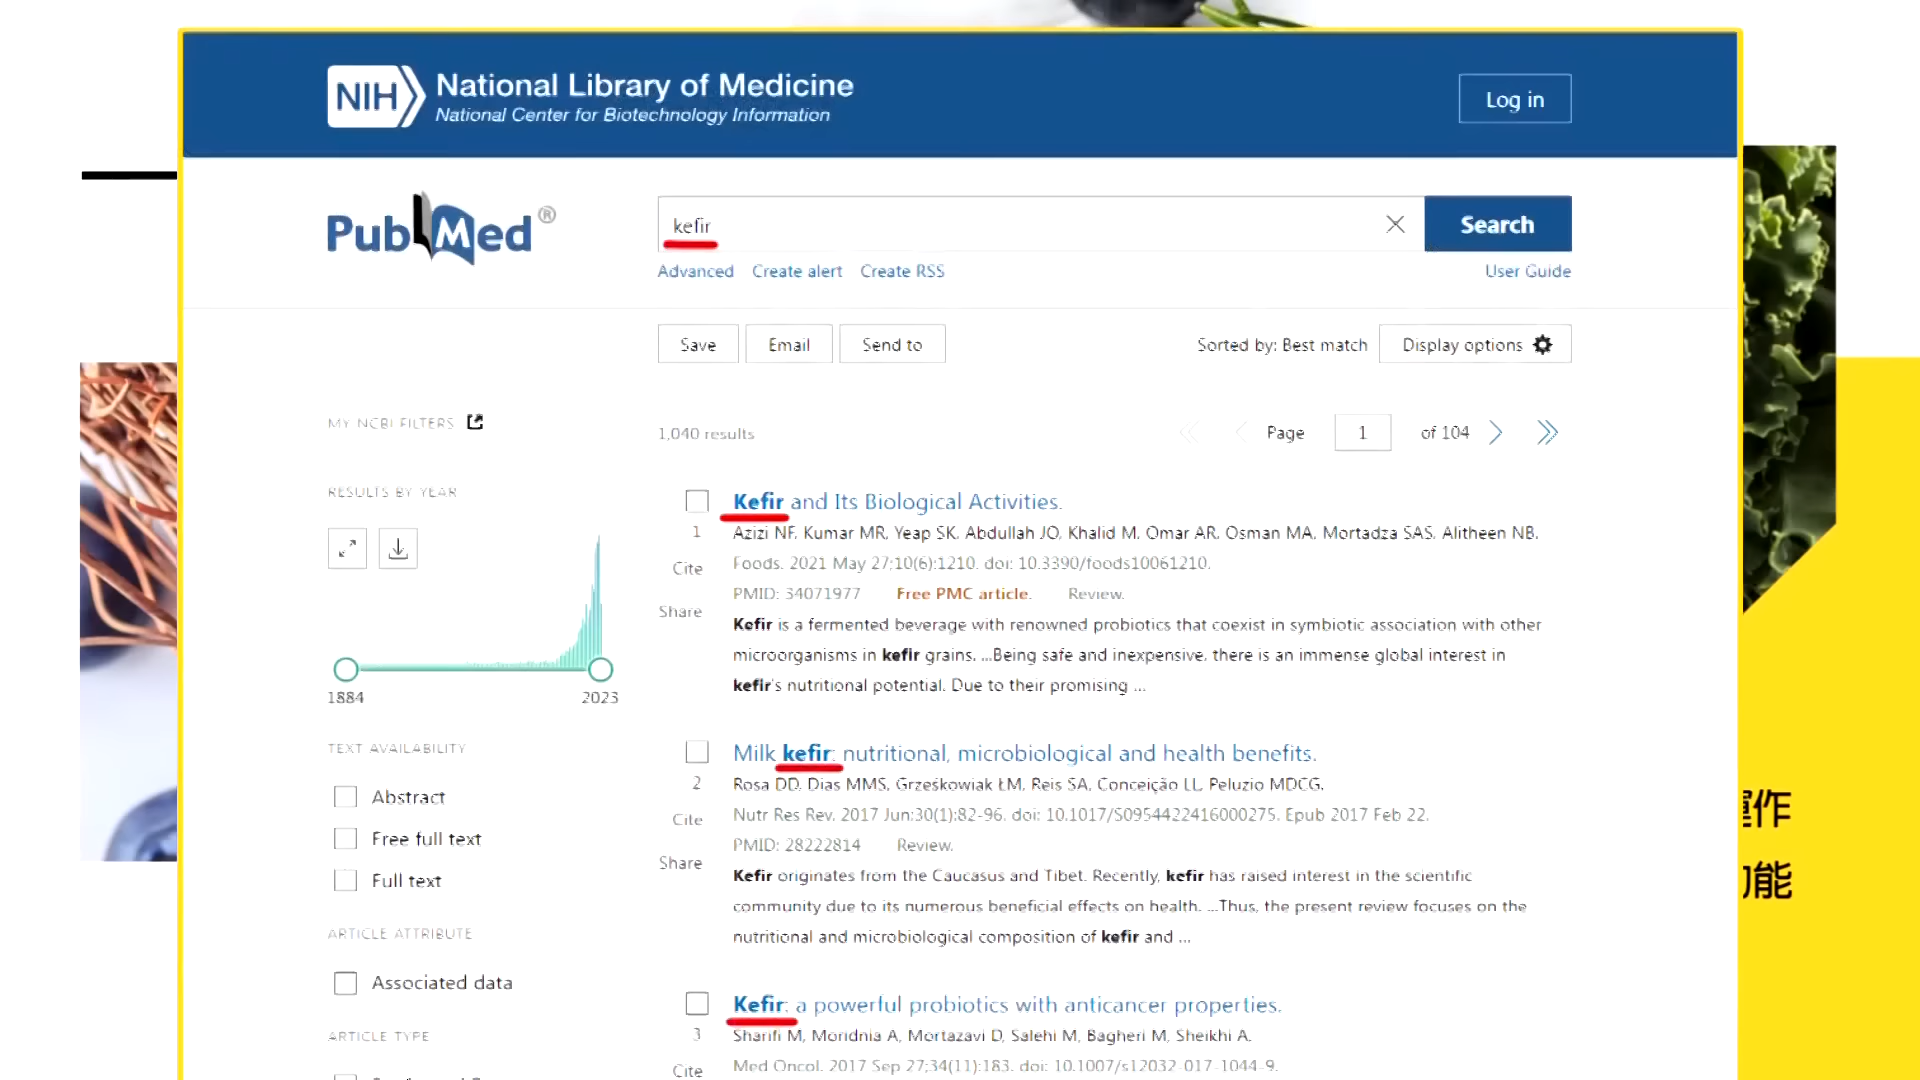 NIH National Library of Medicine
National Center for Biotechnology Information
Log in
PubMed®
kefir
Search
Advanced Create alert Create RSS
User Guide
Save Email Send to
Sorted by: Best match Display options
MY NCBI FILTERS
1,040 results
Page 1 of 104
RESULTS BY YEAR
1884 2023
TEXT AVAILABILITY
Abstract
Free full text
Full text
ARTICLE ATTRIBUTE
Associated data
ARTICLE TYPE
Kefir and Its Biological Activities.
1 Azizi NF, Kumar MR, Yeap SK, Abdullah JO, Khalid M, Omar AR, Osman MA, Mortadza SAS, Alitheen NB.
Cite Foods. 2021 May 27;10(6):1210. doi: 10.3390/foods10061210.
PMID: 34071977 Free PMC article. Review.
Share
Kefir is a fermented beverage with renowned probiotics that coexist in symbiotic association with other
microorganisms in kefir grains. ...Being safe and inexpensive, there is an immense global interest in
kefir's nutritional potential. Due to their promising ...
Milk kefir: nutritional, microbiological and health benefits.
2 Rosa DD, Dias MMS, Grześkowiak ŁM, Reis SA, Conceição LL, Peluzio MDCG.
Cite Nutr Res Rev. 2017 Jun;30(1):82-96. doi: 10.1017/S0954422416000275. Epub 2017 Feb 22.
PMID: 28222814 Review.
Share
Kefir originates from the Caucasus and Tibet. Recently, kefir has raised interest in the scientific
community due to its numerous beneficial effects on health. ...Thus, the present review focuses on the
nutritional and microbiological composition of kefir and ...
Kefir: a powerful probiotics with anticancer properties.
3 Sharifi M, Moridnia A, Mortazavi D, Salehi M, Bagheri M, Sheikhi A.
Cite Med Oncol. 2017 Sep 27;34(11):183. doi: 10.1007/s12032-017-1044-9.
作
能